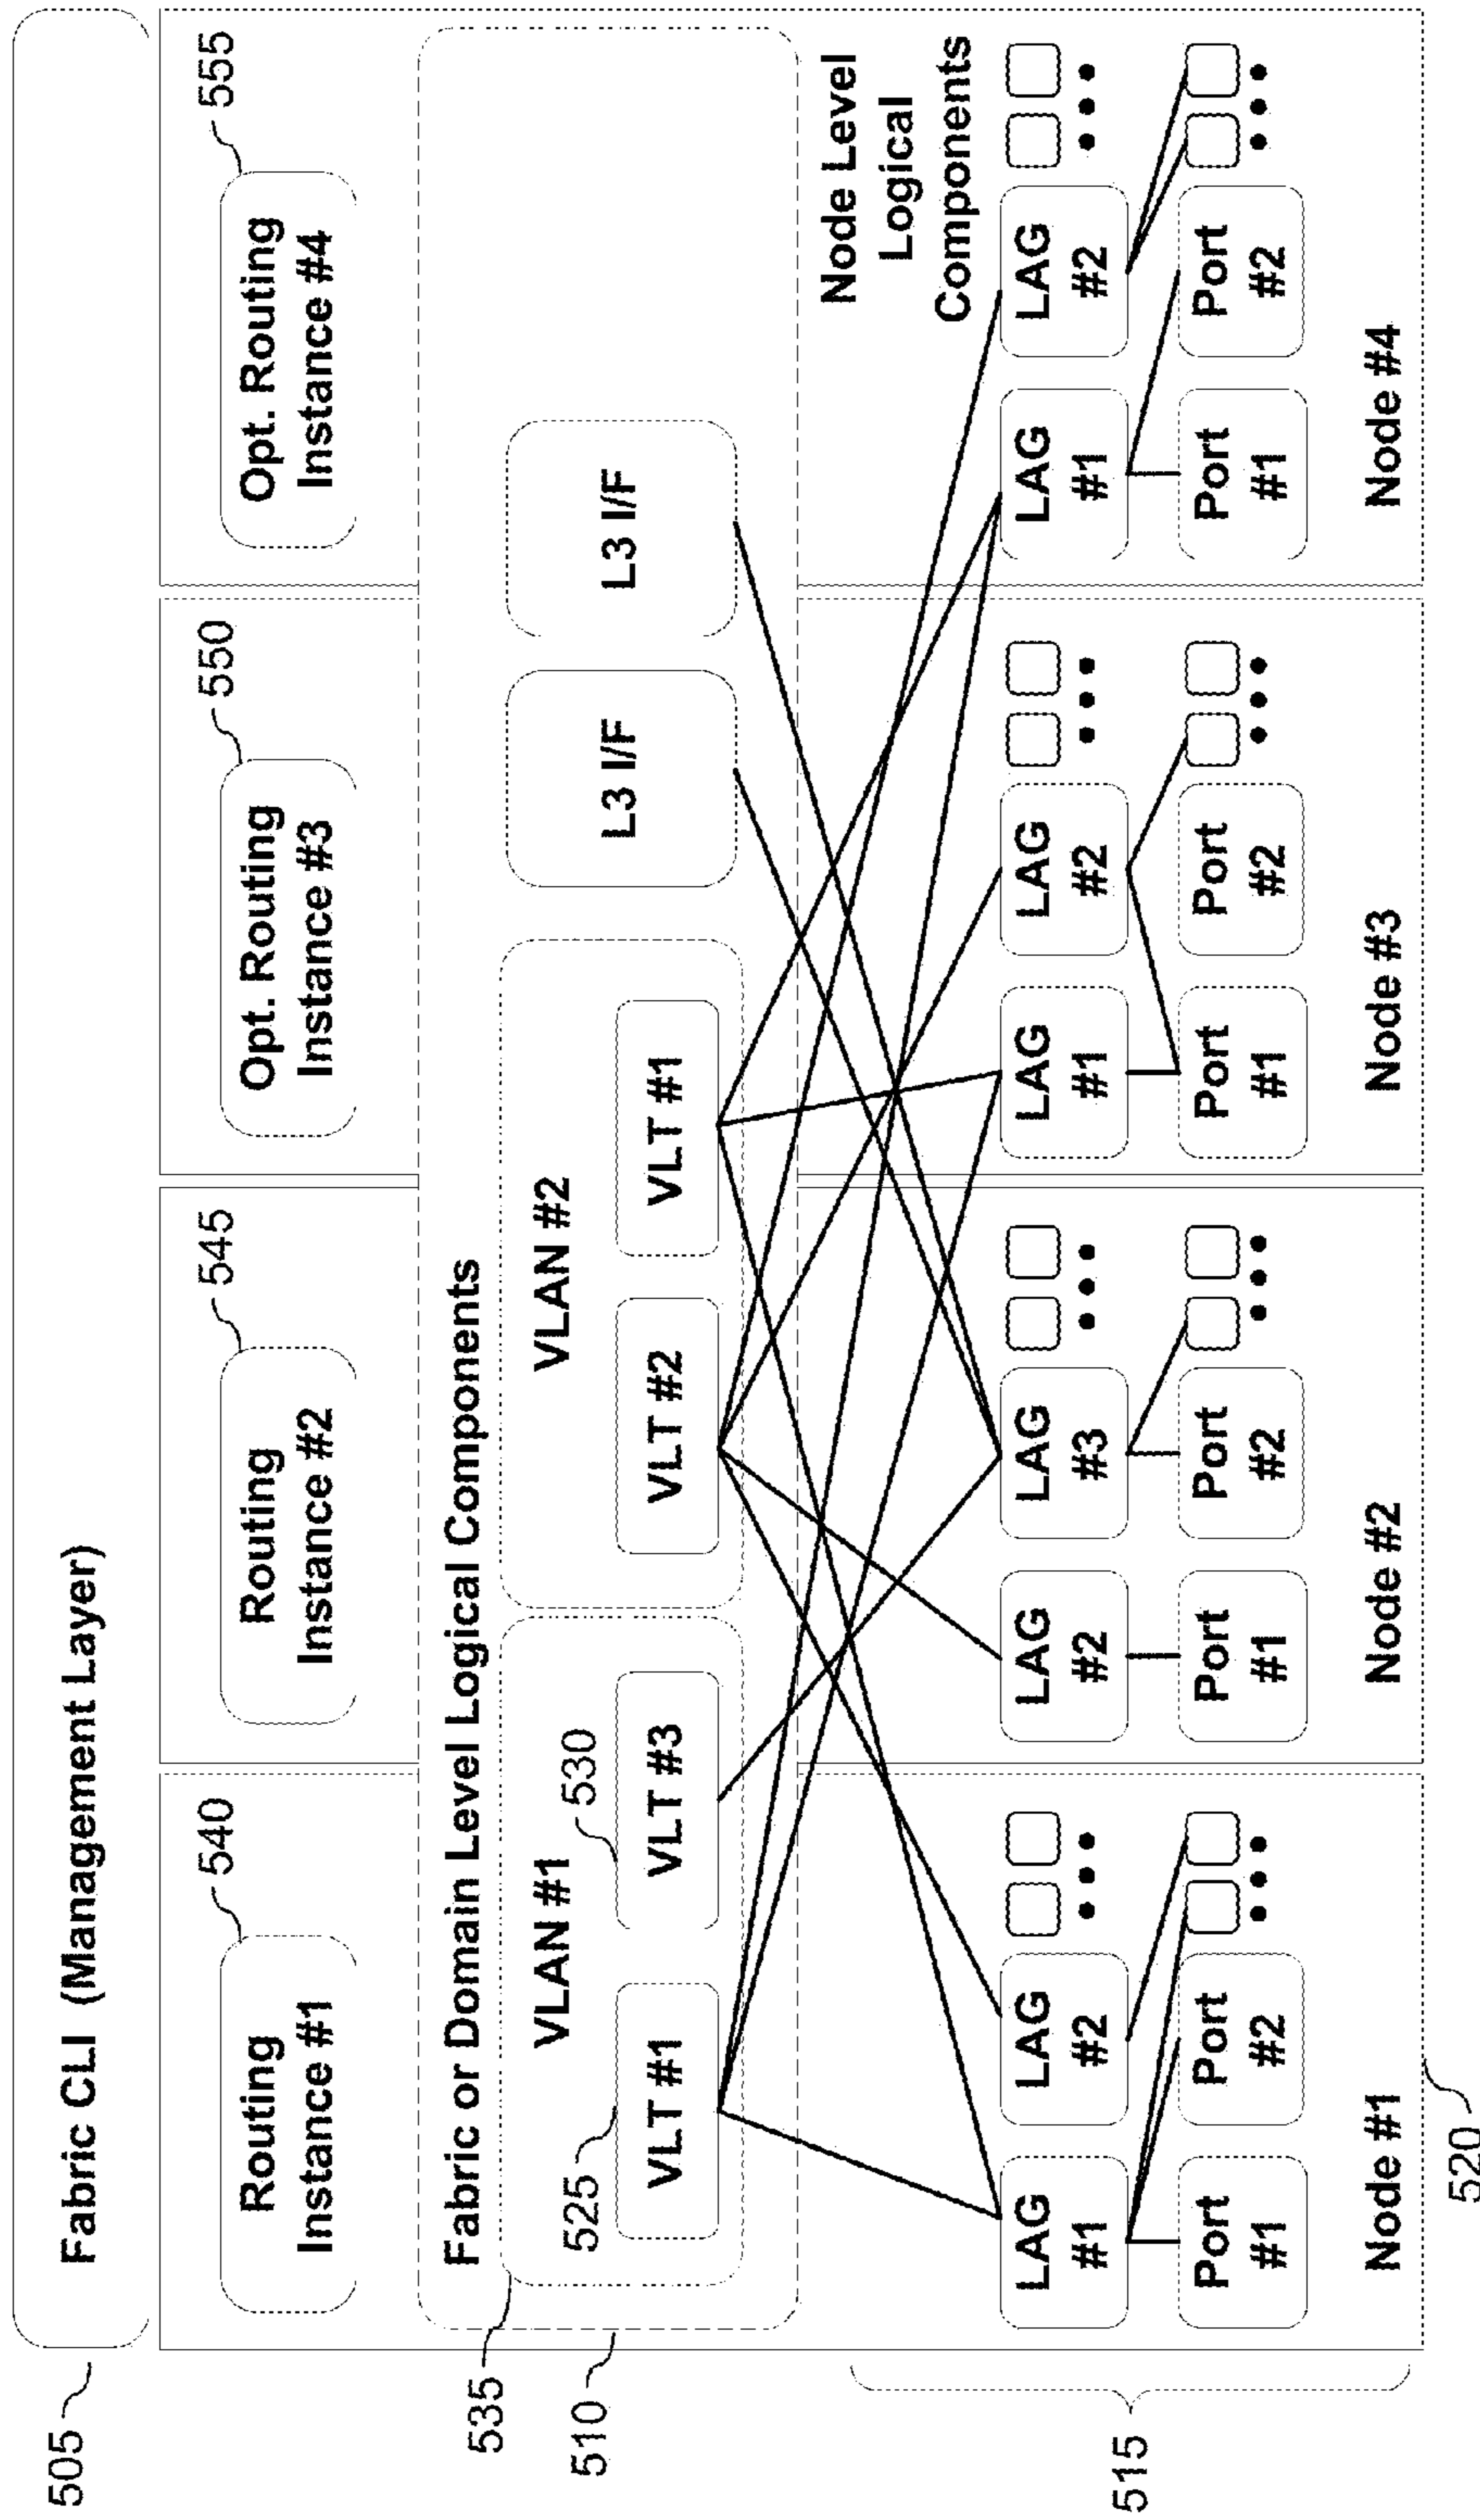 505
Fabric CLI (Management Layer)
540
Routing
Instance #1
545
Routing
Instance #2
550
Opt. Routing
Instance #3
555
Opt. Routing
Instance #4
535
510
Fabric or Domain Level Logical Components
VLAN #1
525
VLT #1
530
VLT #3
VLAN #2
VLT #2
VLT #1
L3 I/F
L3 I/F
Node Level
Logical
Components
515
LAG
#1
LAG
#2
Port
#1
Port
#2
Node #1
520
LAG
#2
LAG
#3
Port
#1
Port
#2
Node #2
LAG
#1
LAG
#2
Port
#1
Port
#2
Node #3
LAG
#1
LAG
#2
Port
#1
Port
#2
Node #4